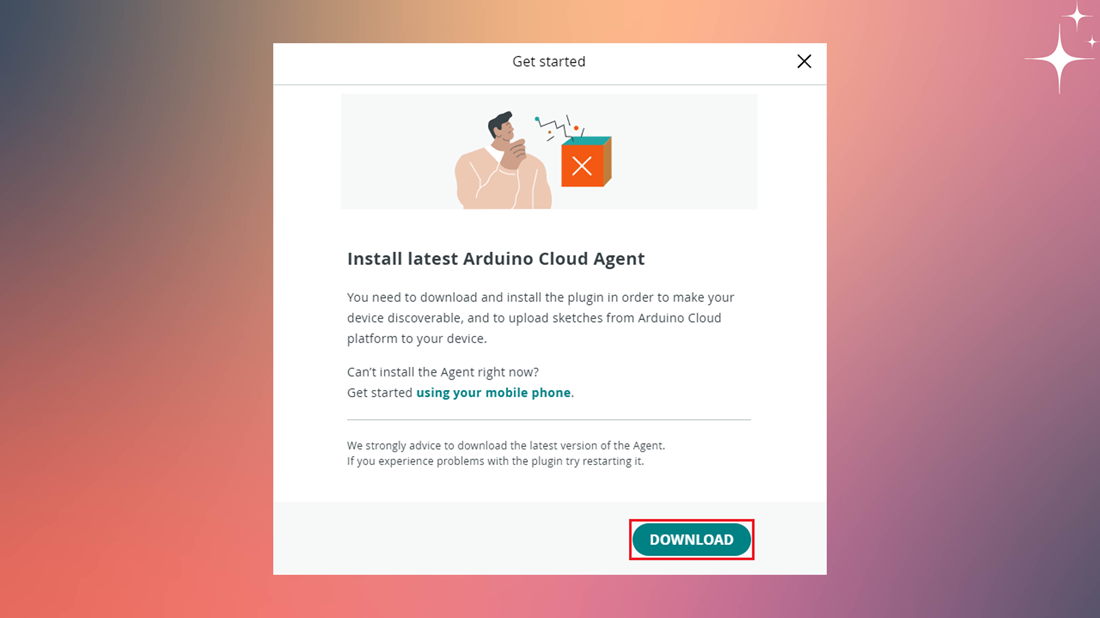 Get started
Install latest Arduino Cloud Agent
You need to download and install the plugin in order to make your
device discoverable, and to upload sketches from Arduino Cloud
platform to your device.
Can’t install the Agent right now?
Get started using your mobile phone.
We strongly advice to download the latest version of the Agent.
If you experience problems with the plugin try restarting it.
DOWNLOAD